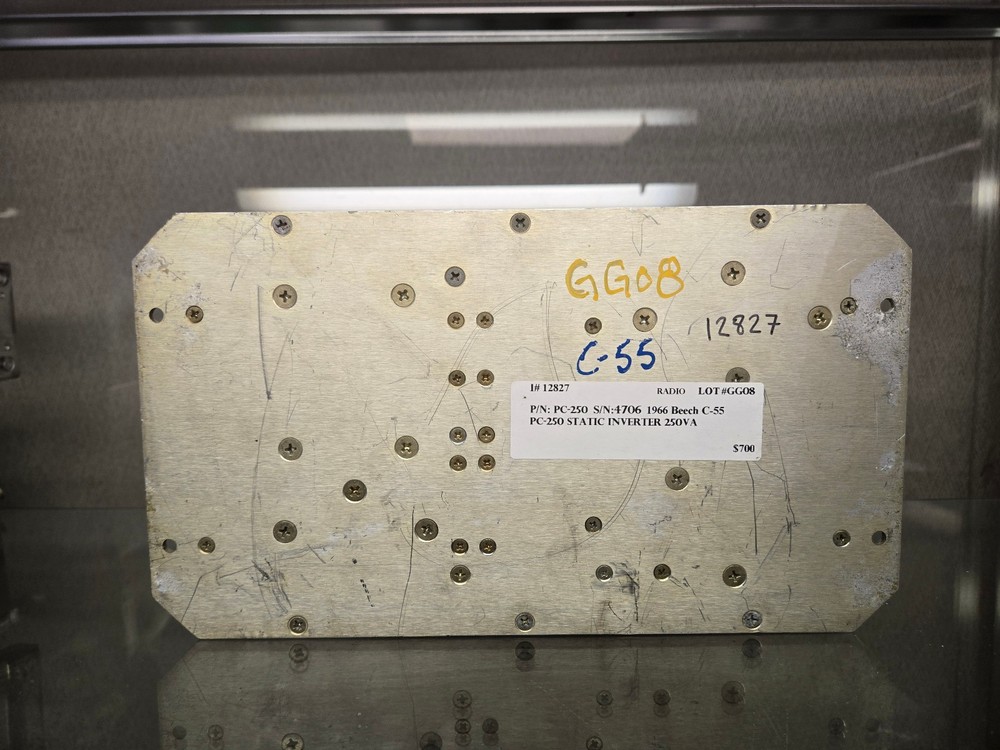 GG08
12827
C-55
I# 12827 RADIO LOT #GG08
P/N: PC-250 S/N:4706 1966 Beech C-55
PC-250 STATIC INVERTER 250VA
$700